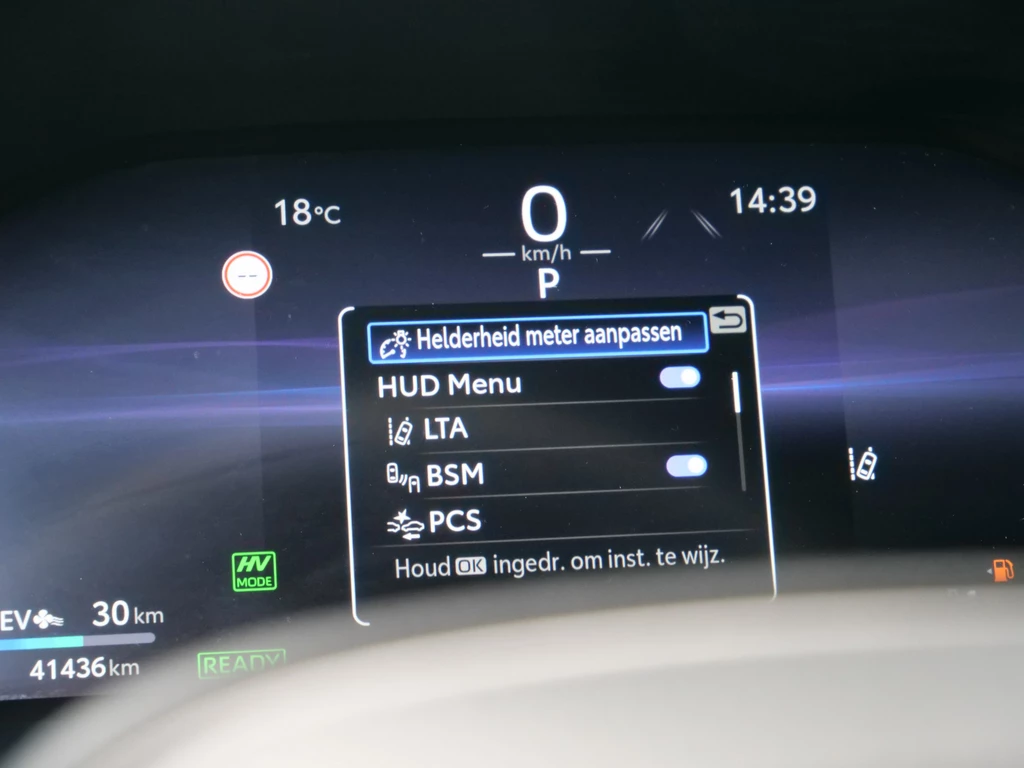 18°C
0
14:39
km/h
--
P
Helderheid meter aanpassen
HUD Menu
LTA
BSM
PCS
Houd OK ingedr. om inst. te wijz.
HV
MODE
EV 30 km
41436 km
READY